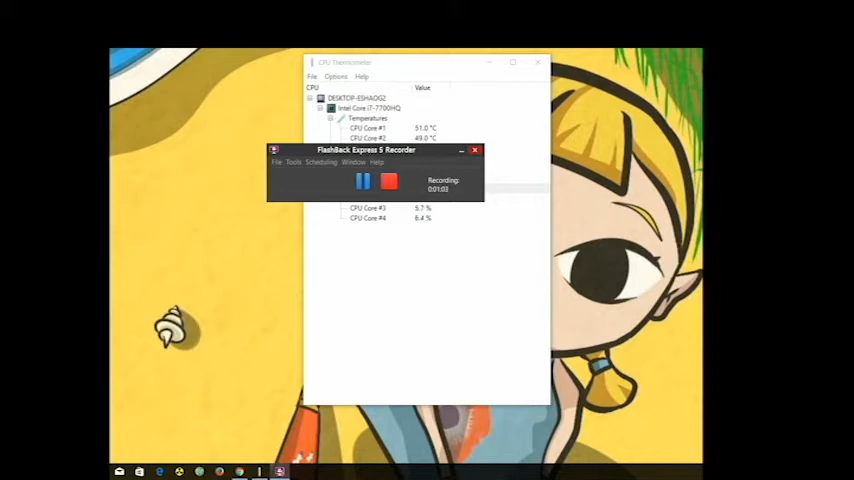 CPU Thermometer
File Options Help
CPU Value
DESKTOP-ESHAOG2
Intel Core i7-7700HQ
Temperatures
CPU Core #1 51.0 °C
CPU Core #2 49.0 °C
FlashBack Express 5 Recorder
File Tools Scheduling Window Help
Recording:
0:01:03
CPU Core #3 5.7 %
CPU Core #4 6.4 %